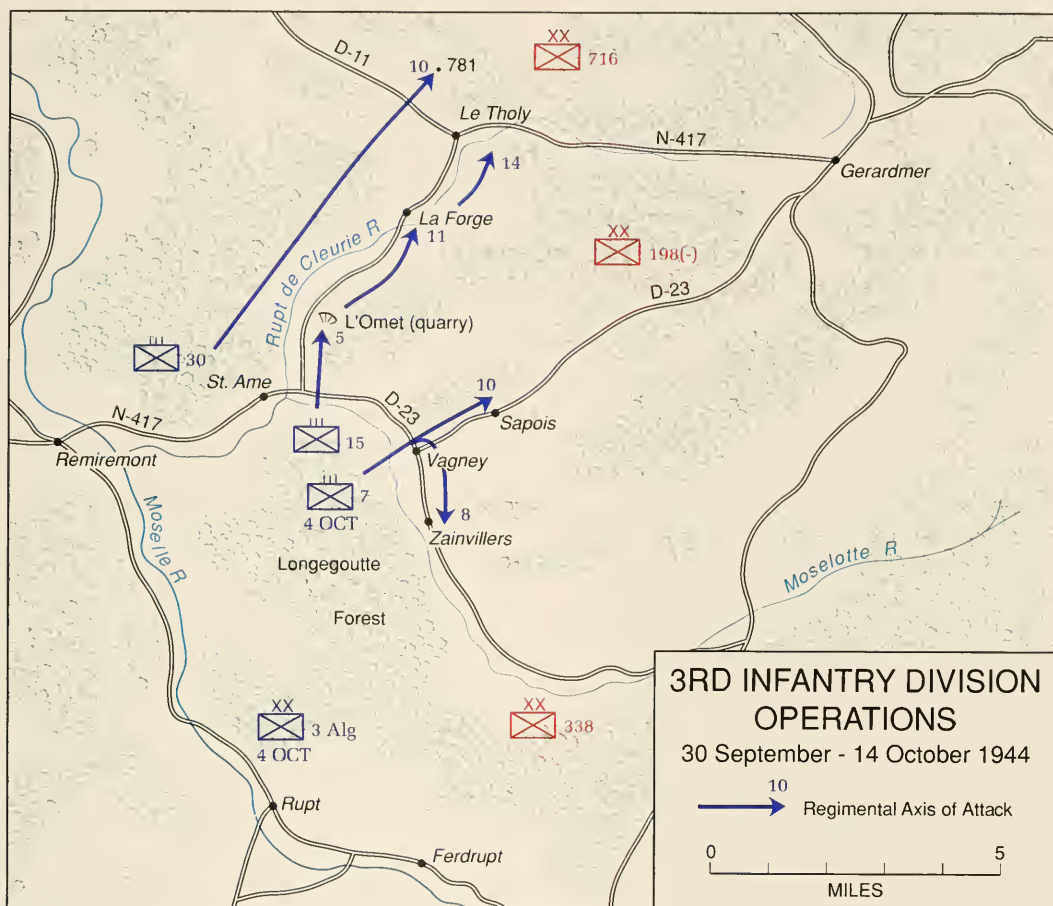 XX
716
D-11
10
781
Le Tholy
N-417
Gerardmer
14
La Forge
11
XX
198(-)
Rupt de Cleurie R
D-23
L'Omet (quarry)
5
III
30
St. Ame
10
N-417
D-23
Sapois
III
15
Remiremont
Vagney
III
7
4 OCT
8
Zainvillers
Moselle R
Longegoutte
Forest
Moselotte R
XX
3 Alg
4 OCT
XX
338
Rupt
Ferdrupt
3RD INFANTRY DIVISION
OPERATIONS
30 September - 14 October 1944
10
Regimental Axis of Attack
0 5
MILES